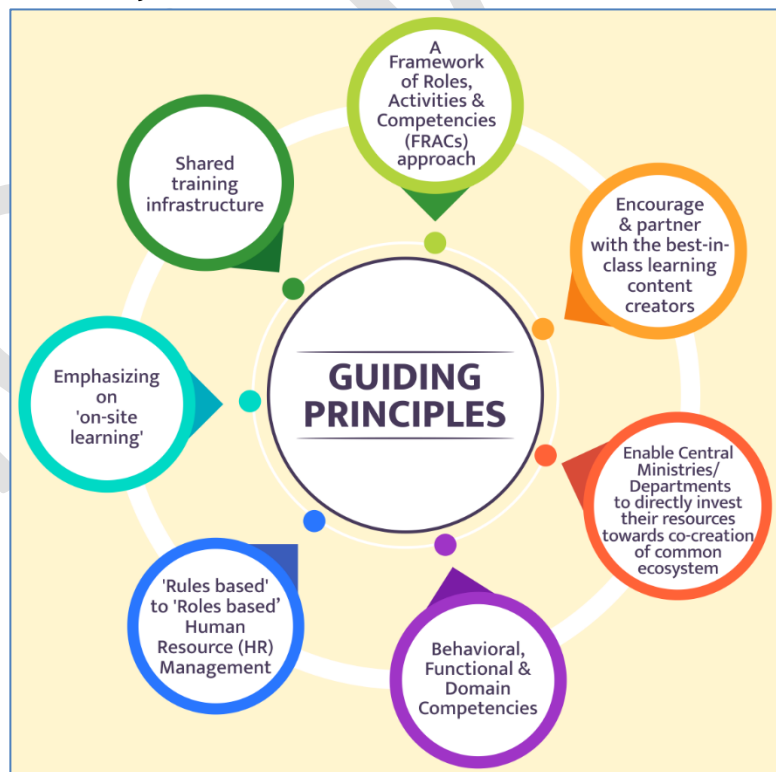 A
Framework
of Roles,
Activities &
Competencies
(FRACs)
approach
Encourage
& partner
with the best-in-
class learning
content
creators
Enable Central
Ministries/
Departments
to directly invest
their resources
towards co-creation
of common
ecosystem
Behavioral,
Functional &
Domain
Competencies
'Rules based'
to 'Roles based’
Human
Resource (HR)
Management
Emphasizing
on
'on-site
learning'
Shared
training
infrastructure
GUIDING
PRINCIPLES